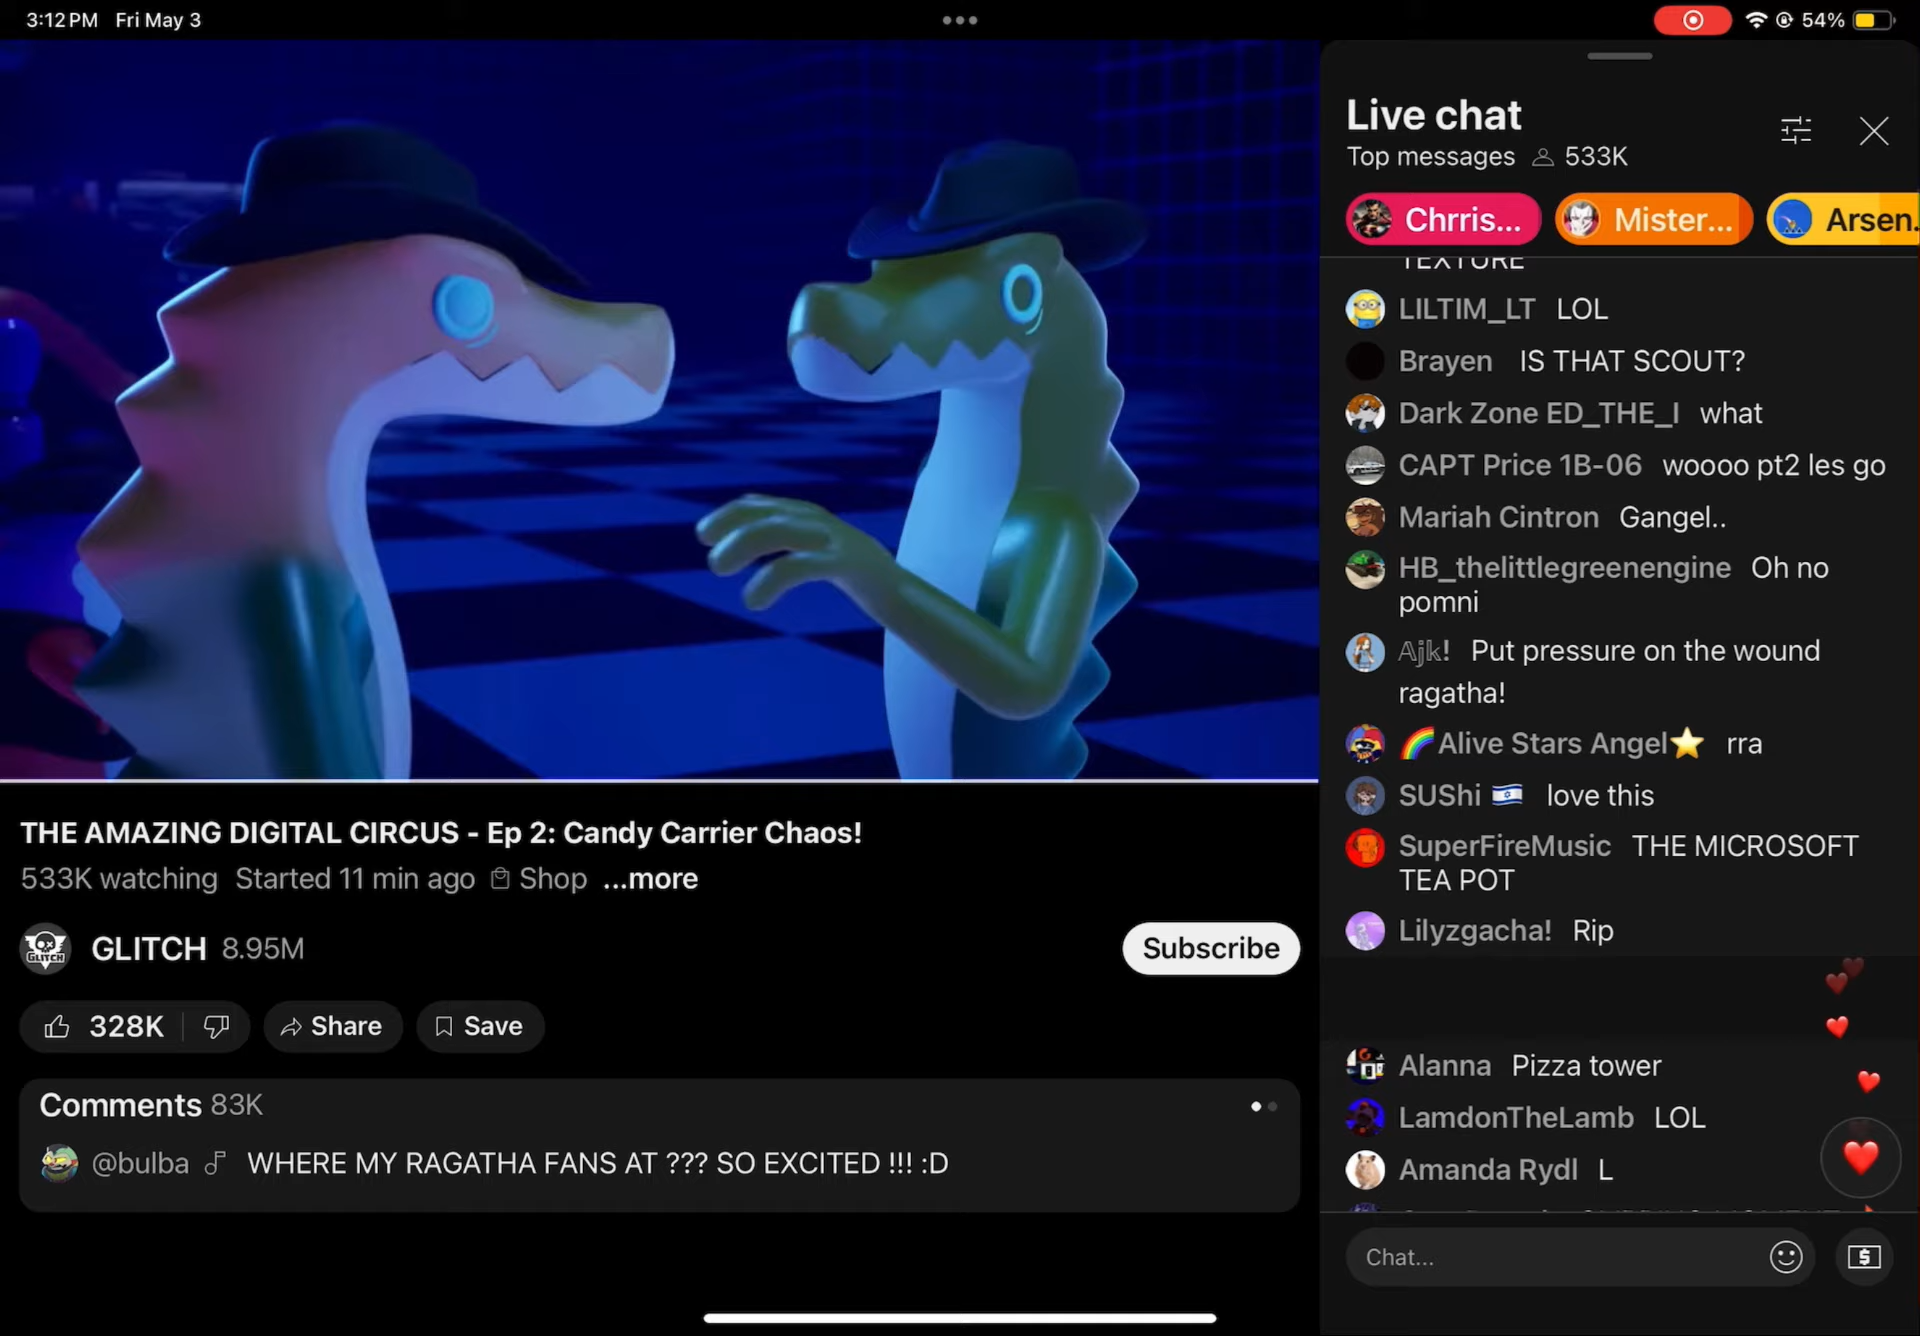 3:12 PM Fri May 3
54%
Live chat
Top messages 533K
Chrris...
Mister...
Arsen.
TEXTURE
LILTIM_LT LOL
Brayen IS THAT SCOUT?
Dark Zone ED_THE_I what
CAPT Price 1B-06 woooo pt2 les go
Mariah Cintron Gangel..
HB_thelittlegreenengine Oh no
pomni
Ajk! Put pressure on the wound
ragatha!
🌈Alive Stars Angel⭐ rra
SUShi 🇮🇱 love this
SuperFireMusic THE MICROSOFT
TEA POT
Lilyzgacha! Rip
Alanna Pizza tower
LamdonTheLamb LOL
Amanda Rydl L
Chat...
THE AMAZING DIGITAL CIRCUS - Ep 2: Candy Carrier Chaos!
533K watching Started 11 min ago Shop ...more
GLITCH
GLITCH 8.95M
Subscribe
328K
Share
Save
Comments 83K
@bulba WHERE MY RAGATHA FANS AT ??? SO EXCITED !!! :D